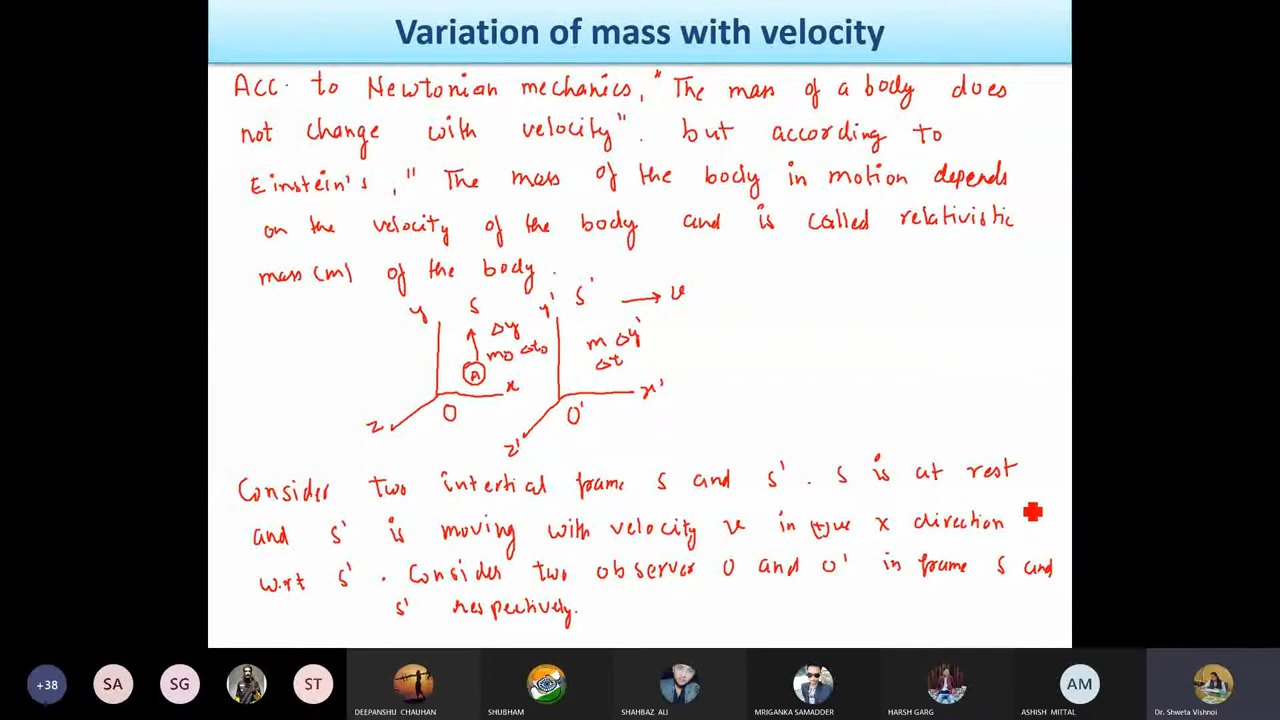 Variation of mass with velocity
Acc. to Newtonian mechanics, "The mass of a body does
not change with velocity". but according to
Einstein's, " The mass of the body in motion depends
on the velocity of the body and is called relativistic
mass (m) of the body.
y S y' S' → v
Δy m Δy'
m0 Δt0 Δt
A
x x'
O O'
z z'
Consider two intertial frame S and S'. S is at rest
and S' is moving with velocity v in (+)ve x direction
w.r.t S'. Consider two observer O and O' in frame S and
S' respectively.
+38 SA SG ST AM
DEEPANSHU CHAUHAN SHUBHAM SHAHBAZ ALI MRIGANKA SAMADDER HARSH GARG ASHISH MITTAL Dr. Shweta Vishnoi